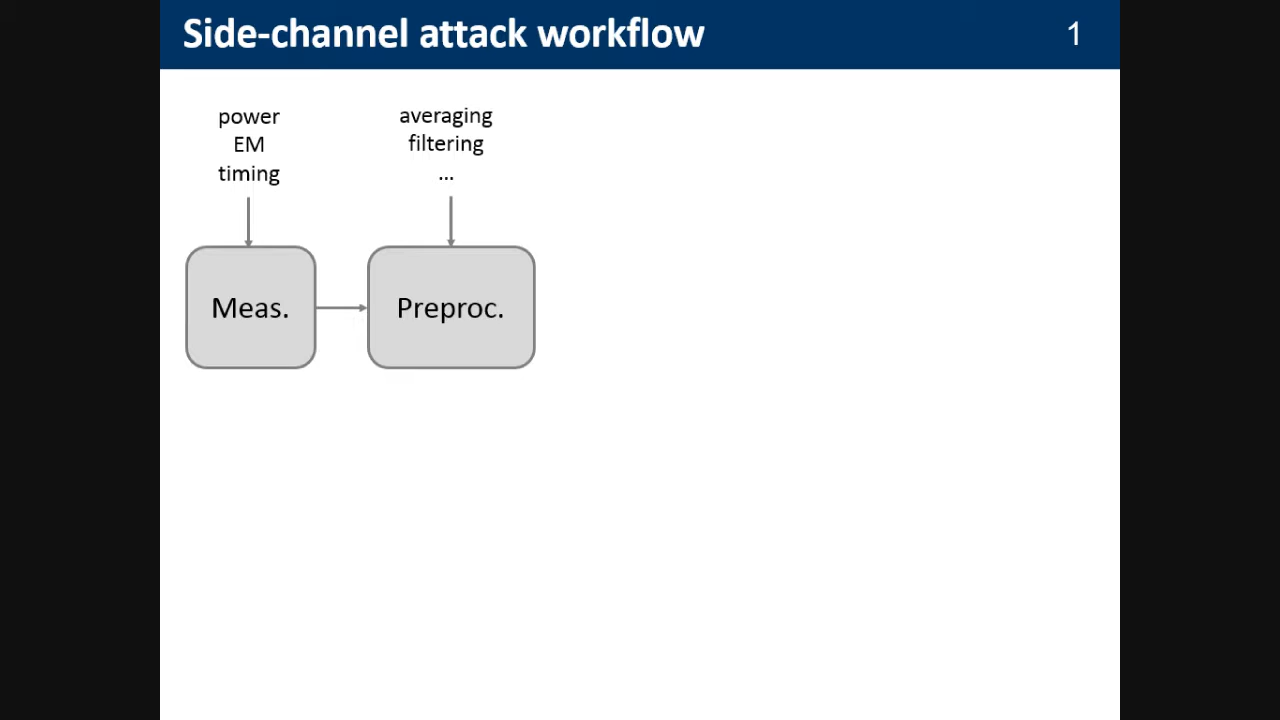 Side-channel attack workflow
1
power
EM
timing
averaging
filtering
...
Meas.
Preproc.